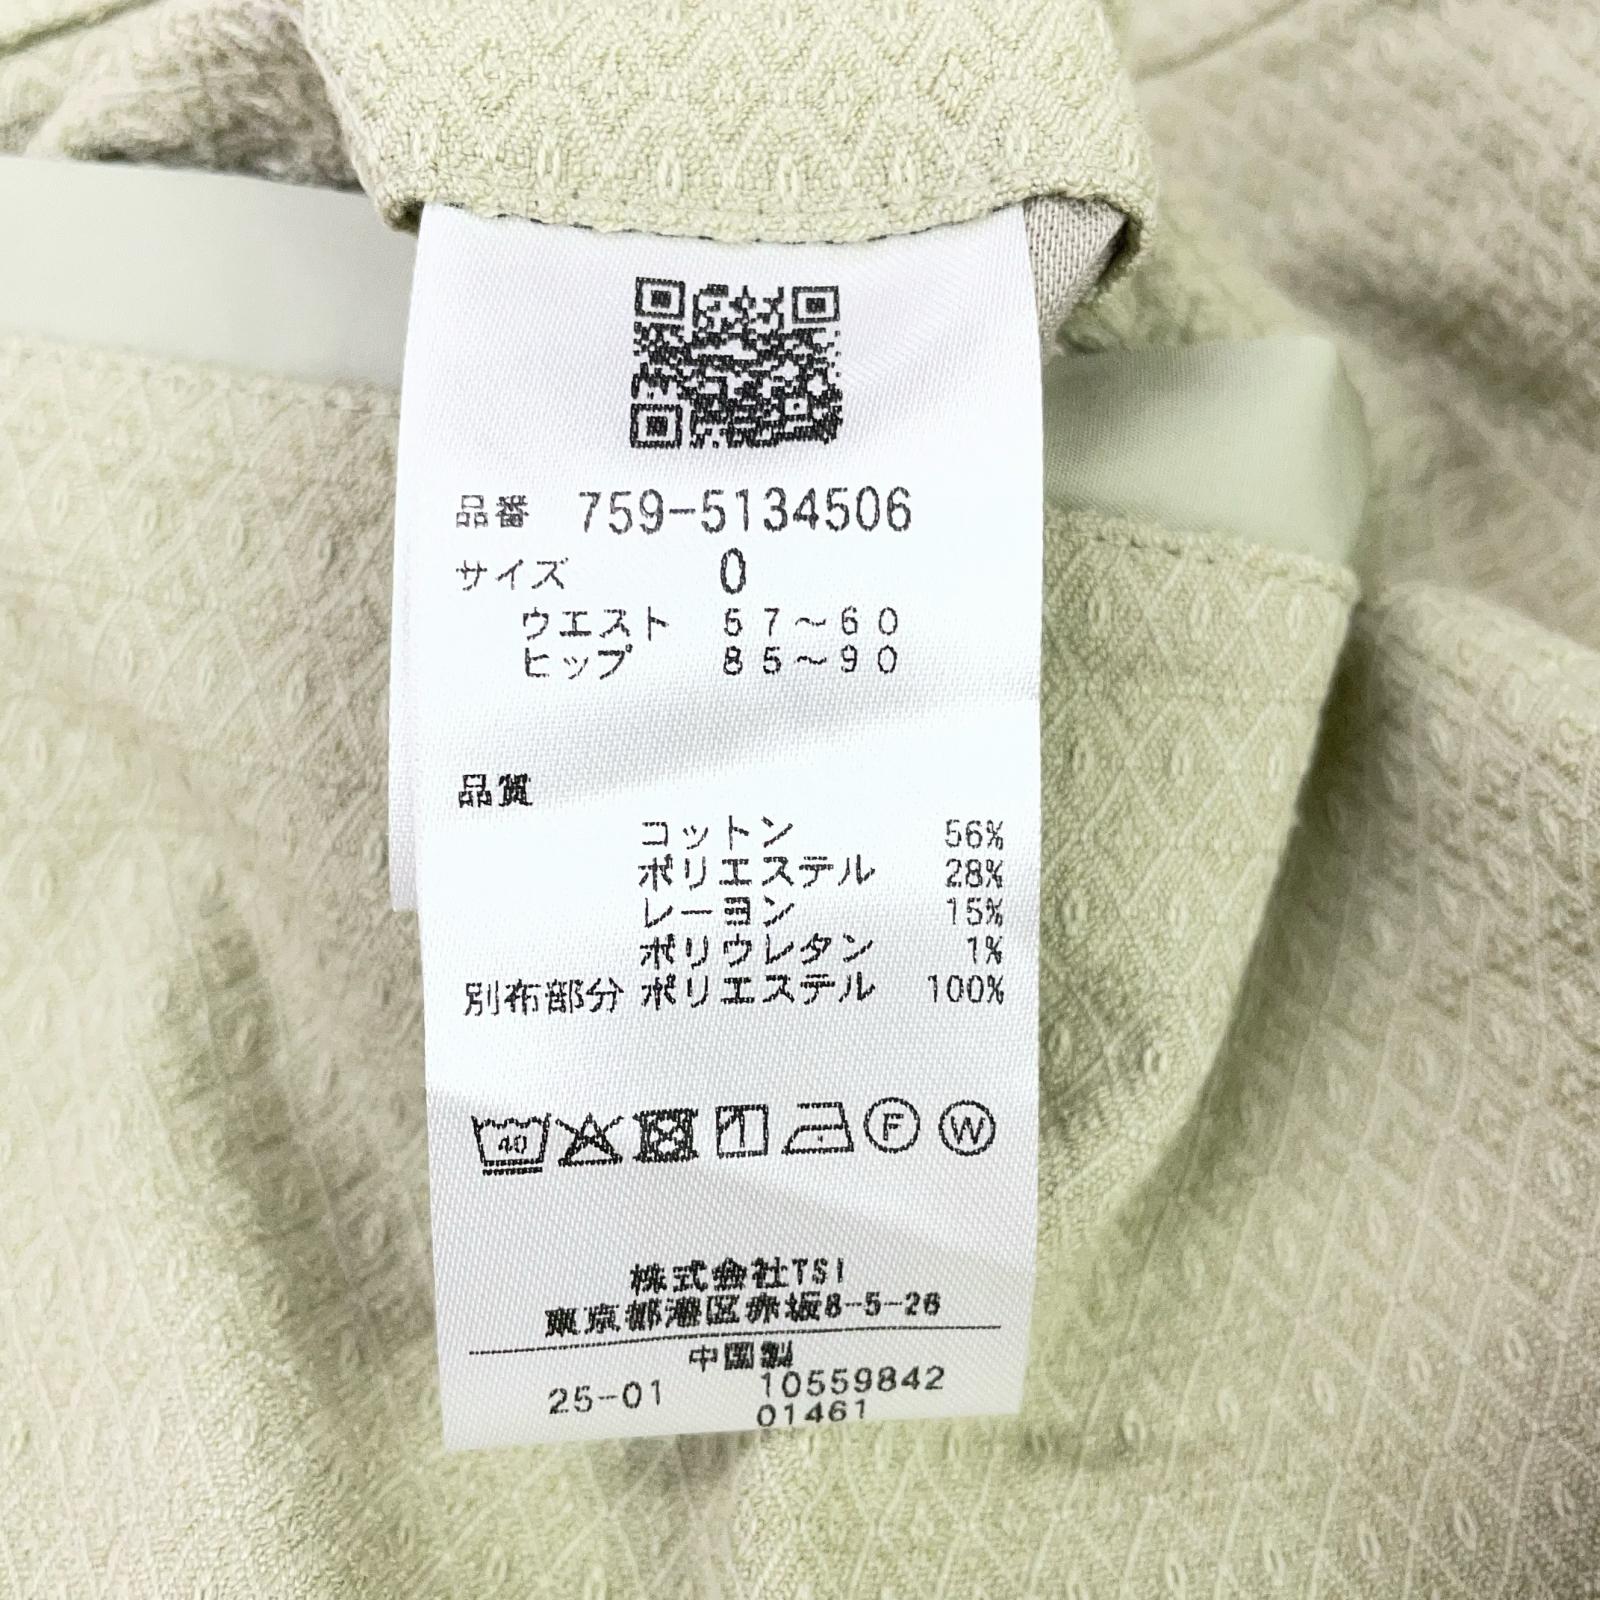 品番 759-5134506
サイズ 0
ウエスト 57～60
ヒップ 85～90
品質
コットン 56%
ポリエステル 28%
レーヨン 15%
ポリウレタン 1%
別布部分 ポリエステル 100%
40
F W
株式会社TSI
東京都港区赤坂8-5-26
中国製
25-01 10559842
01461